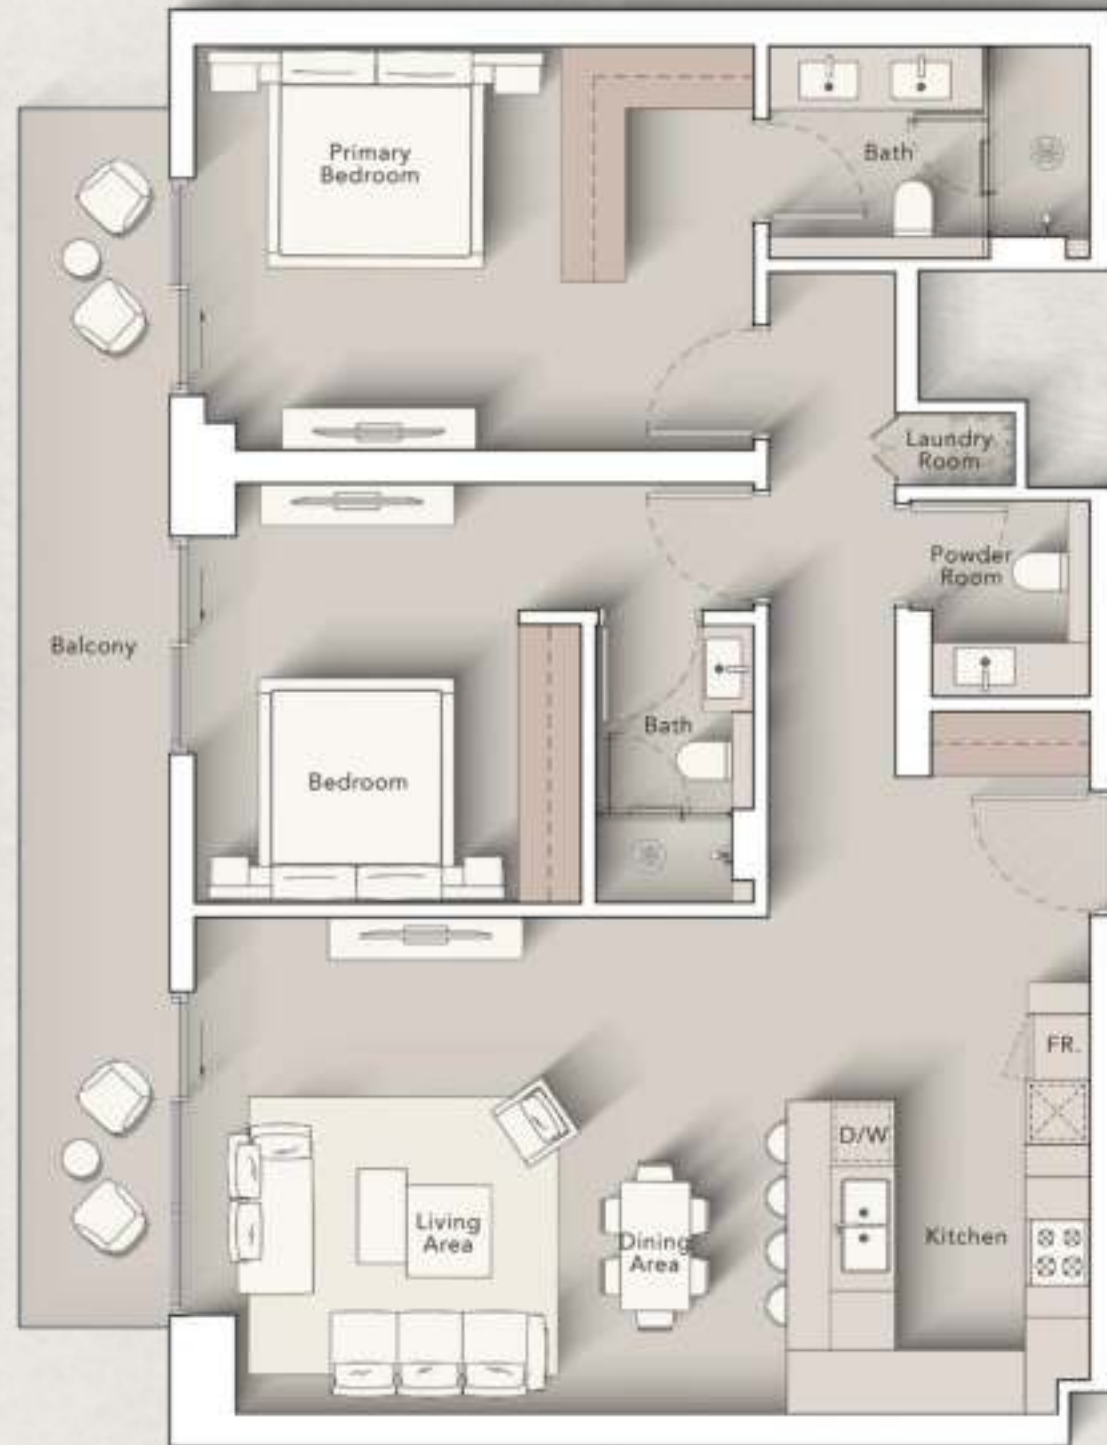 Primary
Bedroom
Bath
Laundry
Room
Powder
Room
Balcony
Bath
Bedroom
FR.
D/W
Living
Area
Dining
Area
Kitchen